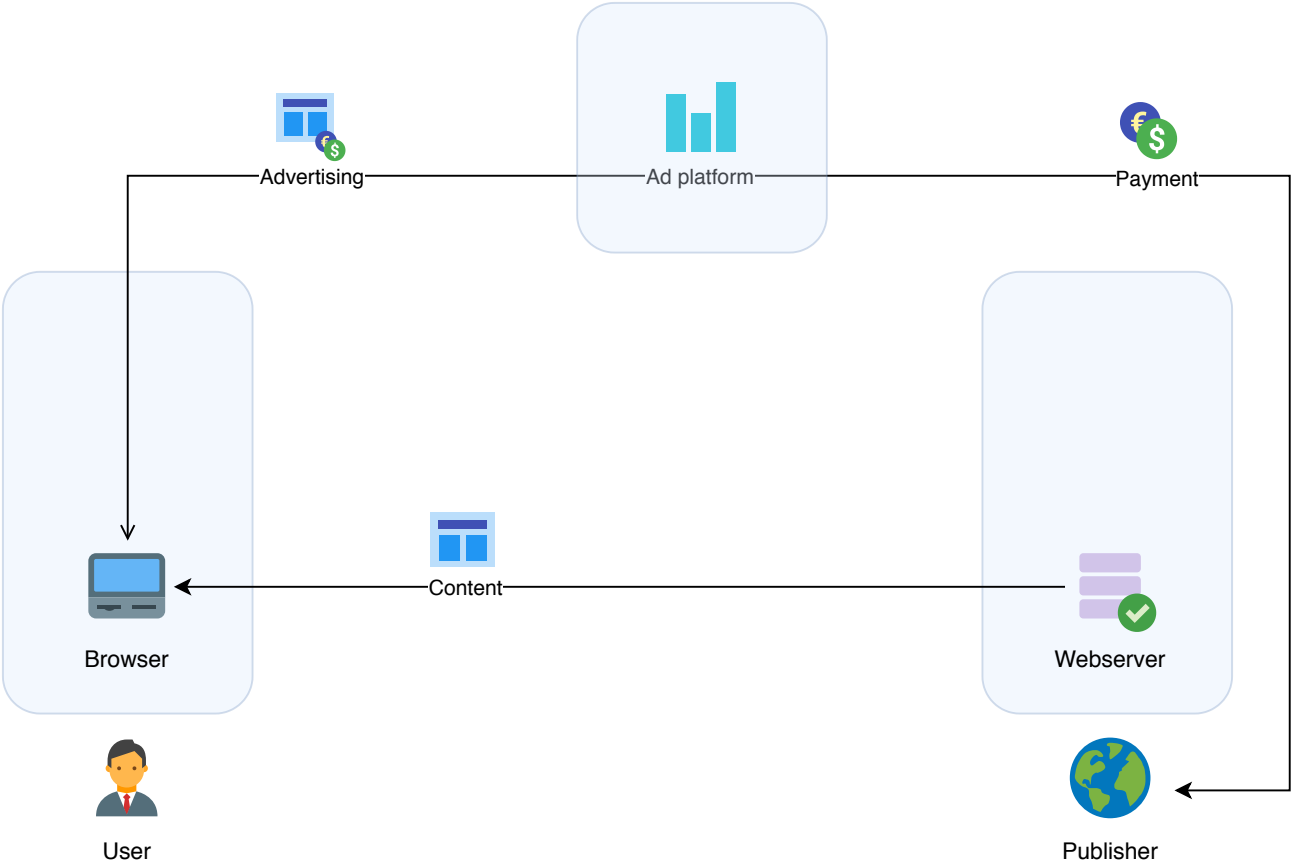 €
$
€
$
Advertising
Ad platform
Payment
Content
Browser
Webserver
User
Publisher